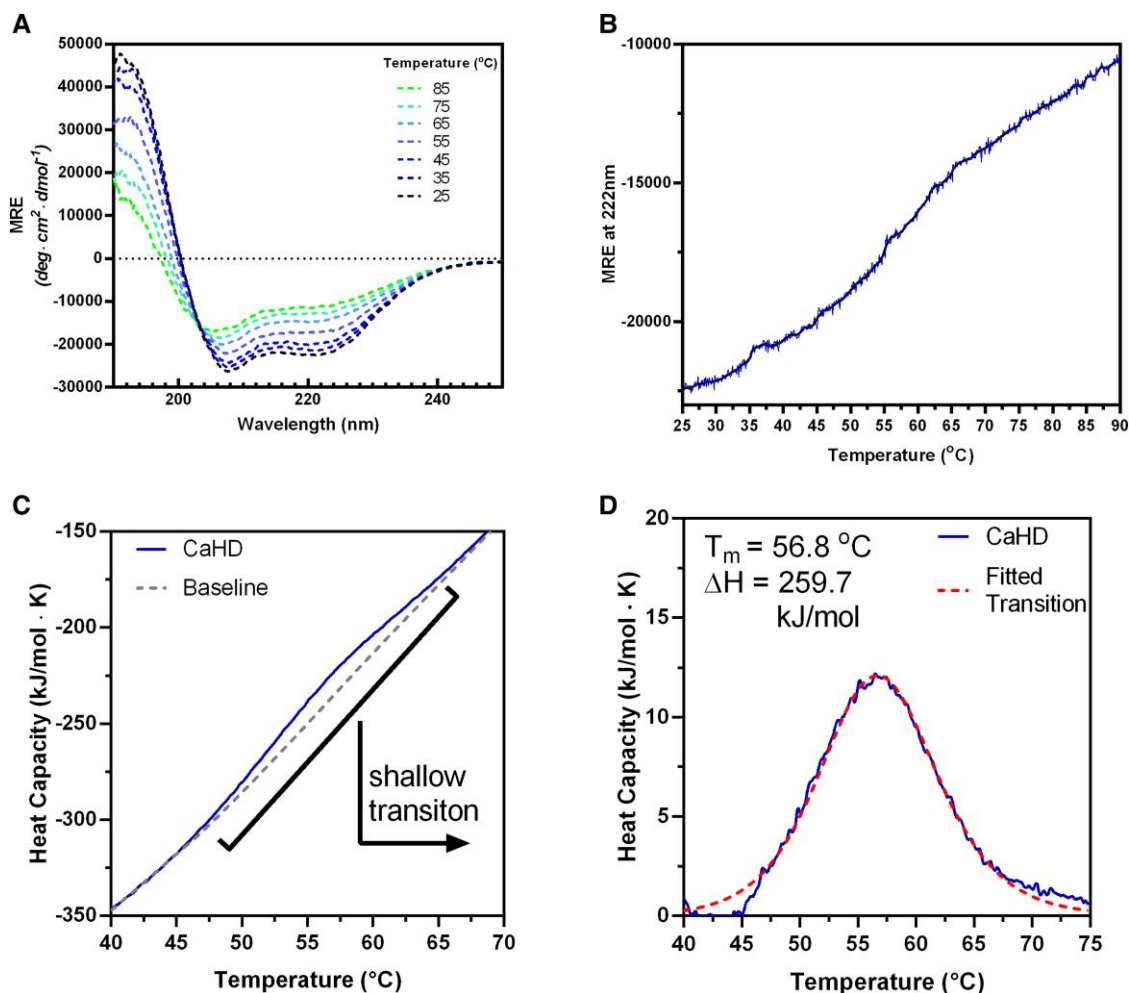 A
50000
40000
30000
20000
10000
0
-10000
-20000
-30000
MRE
(deg · cm² · dmol⁻¹)
Temperature (°C)
85
75
65
55
45
35
25
200
220
240
Wavelength (nm)
B
-10000
-15000
-20000
MRE at 222nm
25 30 35 40 45 50 55 60 65 70 75 80 85 90
Temperature (°C)
C
-150
-200
-250
-300
-350
Heat Capacity (kJ/mol · K)
CaHD
Baseline
shallow
transiton
40 45 50 55 60 65 70
Temperature (°C)
D
20
15
10
5
0
Heat Capacity (kJ/mol · K)
Tm = 56.8 °C
ΔH = 259.7
kJ/mol
CaHD
Fitted
Transition
40 45 50 55 60 65 70 75
Temperature (°C)